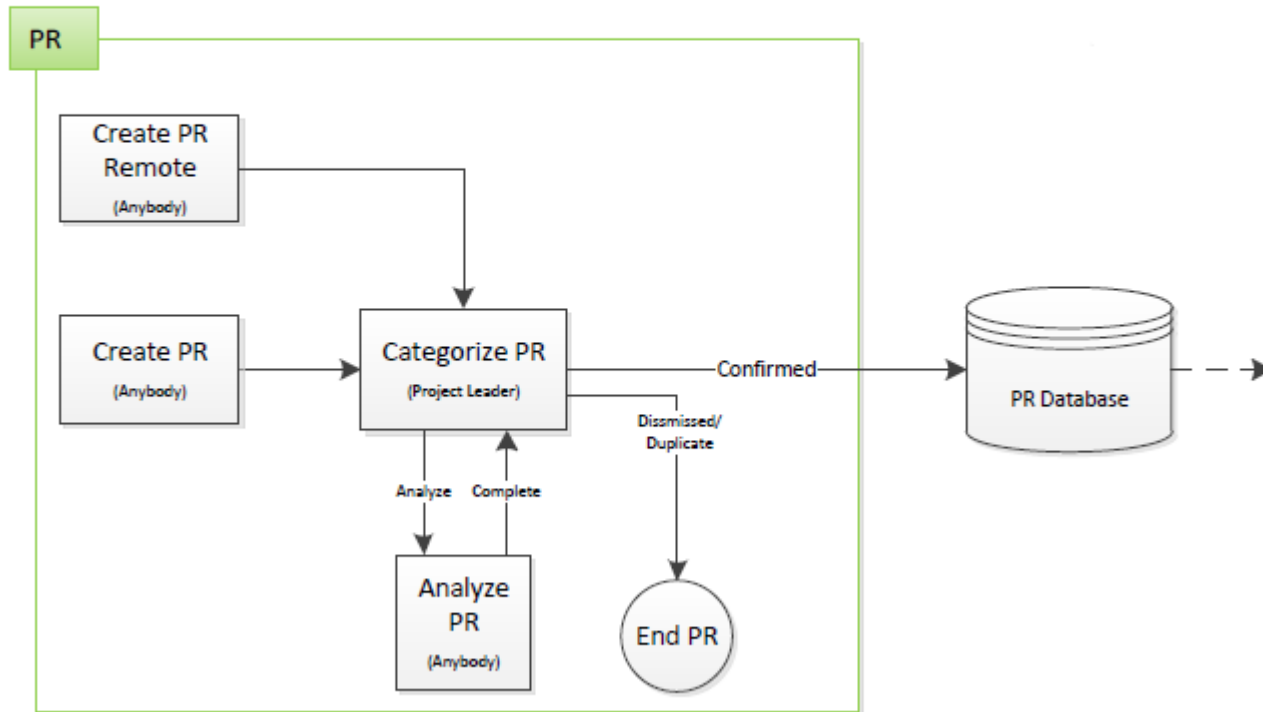 PR
Create PR
Remote
(Anybody)
Create PR
(Anybody)
Categorize PR
(Project Leader)
Confirmed
PR Database
Dissmissed/
Duplicate
Analyze
Complete
Analyze
PR
(Anybody)
End PR